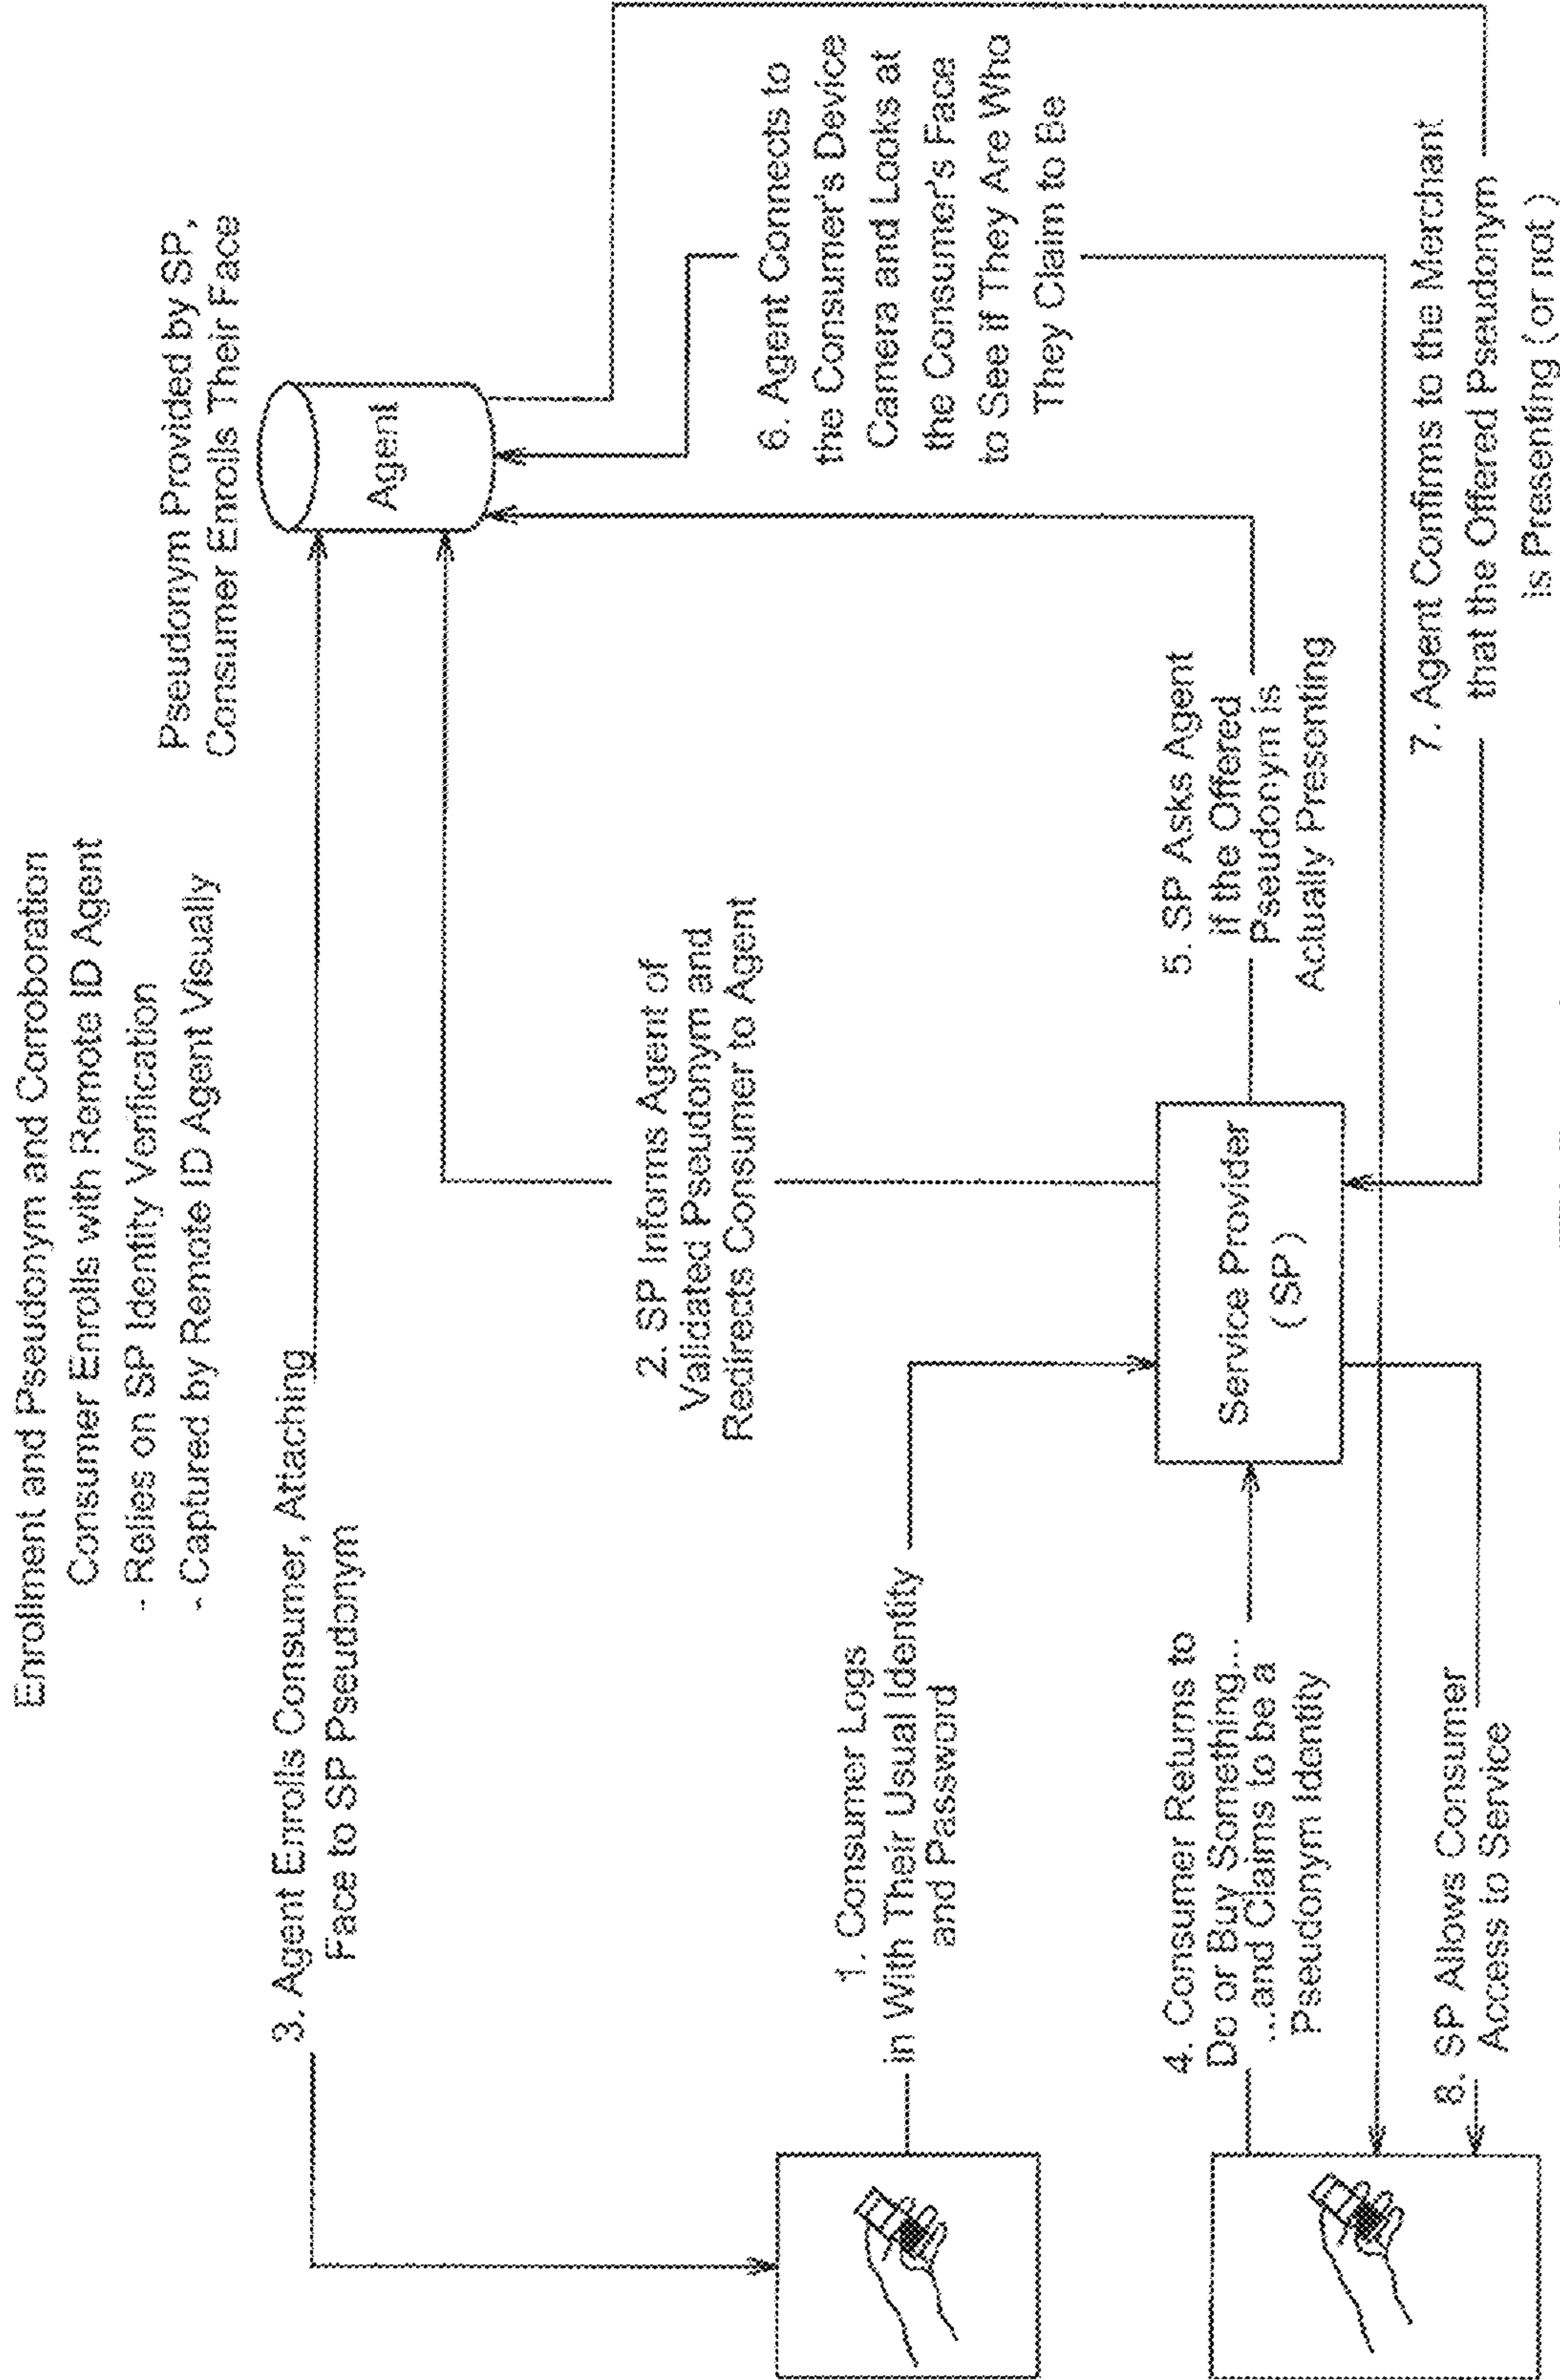 Enrollment and Pseudonym and Corroboration
Consumer Enrolls with Remote ID Agent
- Relies on SP Identity Verification
- Captured by Remote ID Agent Visually
Pseudonym Provided by SP,
Consumer Enrolls Their Face
3. Agent Enrolls Consumer, Attaching
Face to SP Pseudonym
Agent
2. SP Informs Agent of
Validated Pseudonym and
Redirects Consumer to Agent
6. Agent Connects to
the Consumer's Device
Camera and Looks at
the Consumer's Face
to See if They Are Who
They Claim to Be
1. Consumer Logs
in With Their Usual Identity
and Password
4. Consumer Returns to
Do or Buy Something...
...and Claims to be a
Pseudonym Identity
Service Provider
( SP )
5. SP Asks Agent
if the Offered
Pseudonym is
Actually Presenting
7. Agent Confirms to the Merchant
that the Offered Pseudonym
is Presenting ( or not )
8. SP Allows Consumer
Access to Service